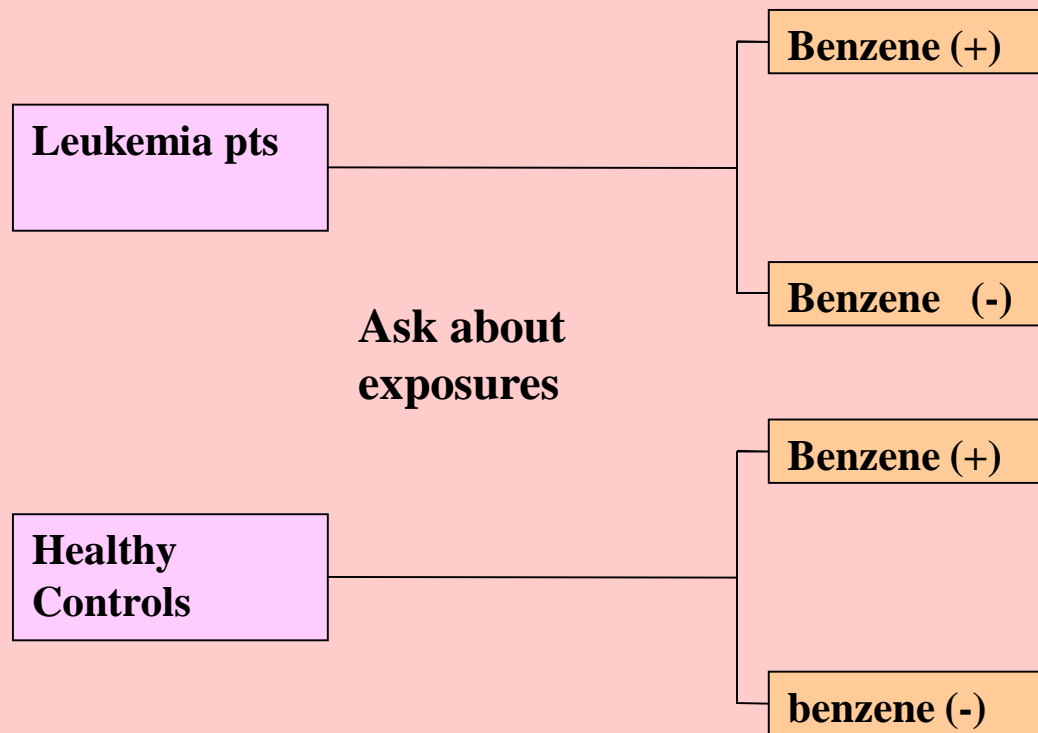 Benzene (+)
Leukemia pts
Benzene (-)
Ask about
exposures
Benzene (+)
Healthy
Controls
benzene (-)